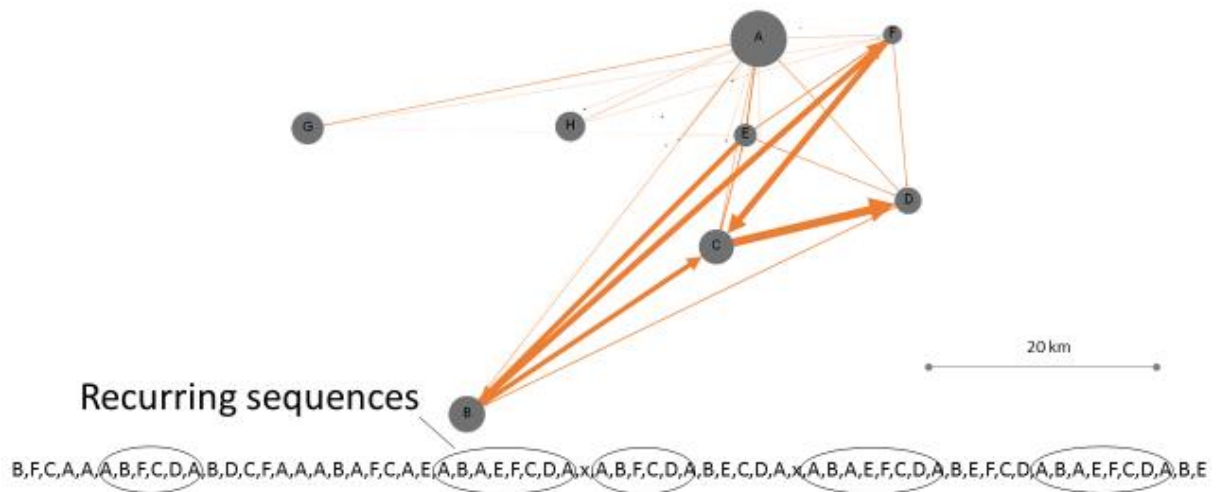 A
F
G
H
E
D
C
20 km
Recurring sequences
B
B,F,C,A,A,A,B,F,C,D,A,B,D,C,F,A,A,A,B,A,F,C,A,E,A,B,A,E,F,C,D,A,x,A,B,F,C,D,A,B,E,C,D,A,x,A,B,A,E,F,C,D,A,B,E,F,C,D,A,B,A,E,F,C,D,A,B,E